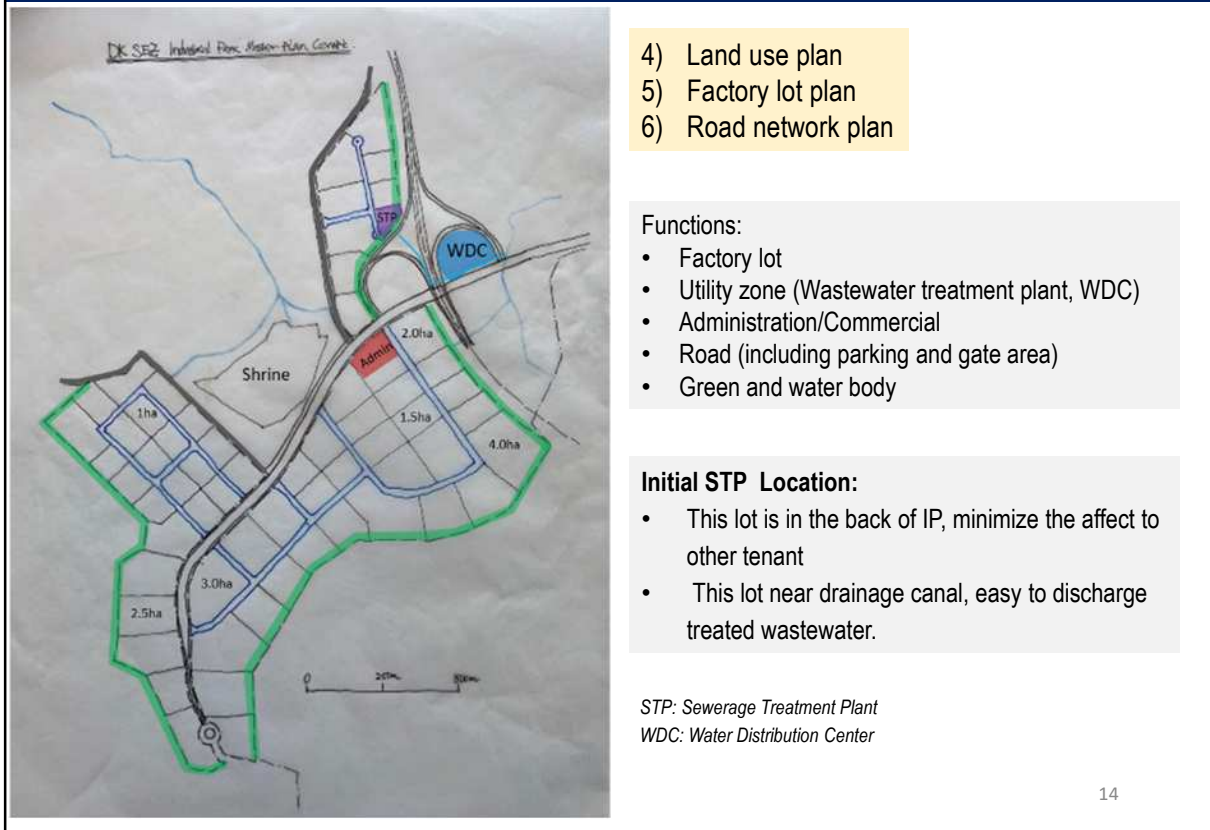 DK SEZ Industrial Park Master Plan Concept
4) Land use plan
5) Factory lot plan
6) Road network plan
STP
WDC
Functions:
• Factory lot
• Utility zone (Wastewater treatment plant, WDC)
• Administration/Commercial
• Road (including parking and gate area)
• Green and water body
2.0ha
Admin
Shrine
1ha
1.5ha
4.0ha
Initial STP Location:
• This lot is in the back of IP, minimize the affect to
other tenant
• This lot near drainage canal, easy to discharge
treated wastewater.
3.0ha
2.5ha
0
STP: Sewerage Treatment Plant
WDC: Water Distribution Center
14